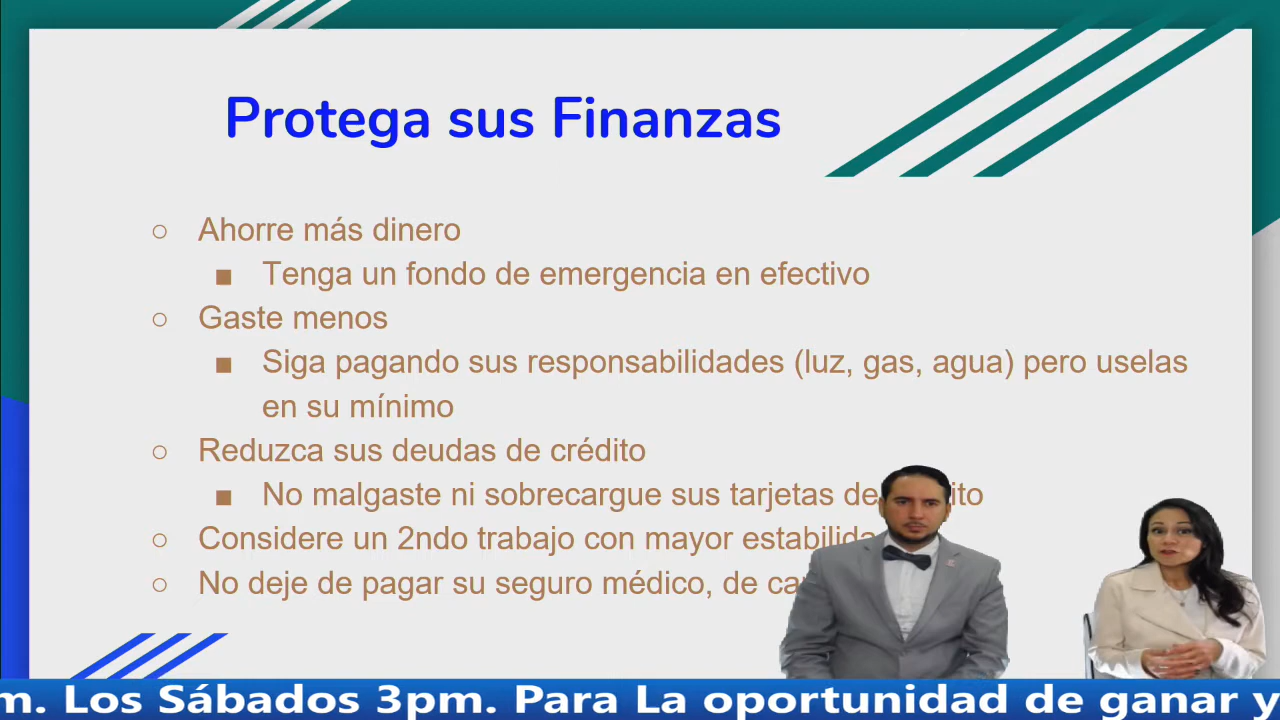 Protega sus Finanzas
Ahorre más dinero
Tenga un fondo de emergencia en efectivo
Gaste menos
Siga pagando sus responsabilidades (luz, gas, agua) pero uselas
en su mínimo
Reduzca sus deudas de crédito
No malgaste ni sobrecargue sus tarjetas de
Considere un 2ndo trabajo con mayor
No deje de pagar su seguro médico, de
m. Los Sábados 3pm. Para La oportunidad de ganar y